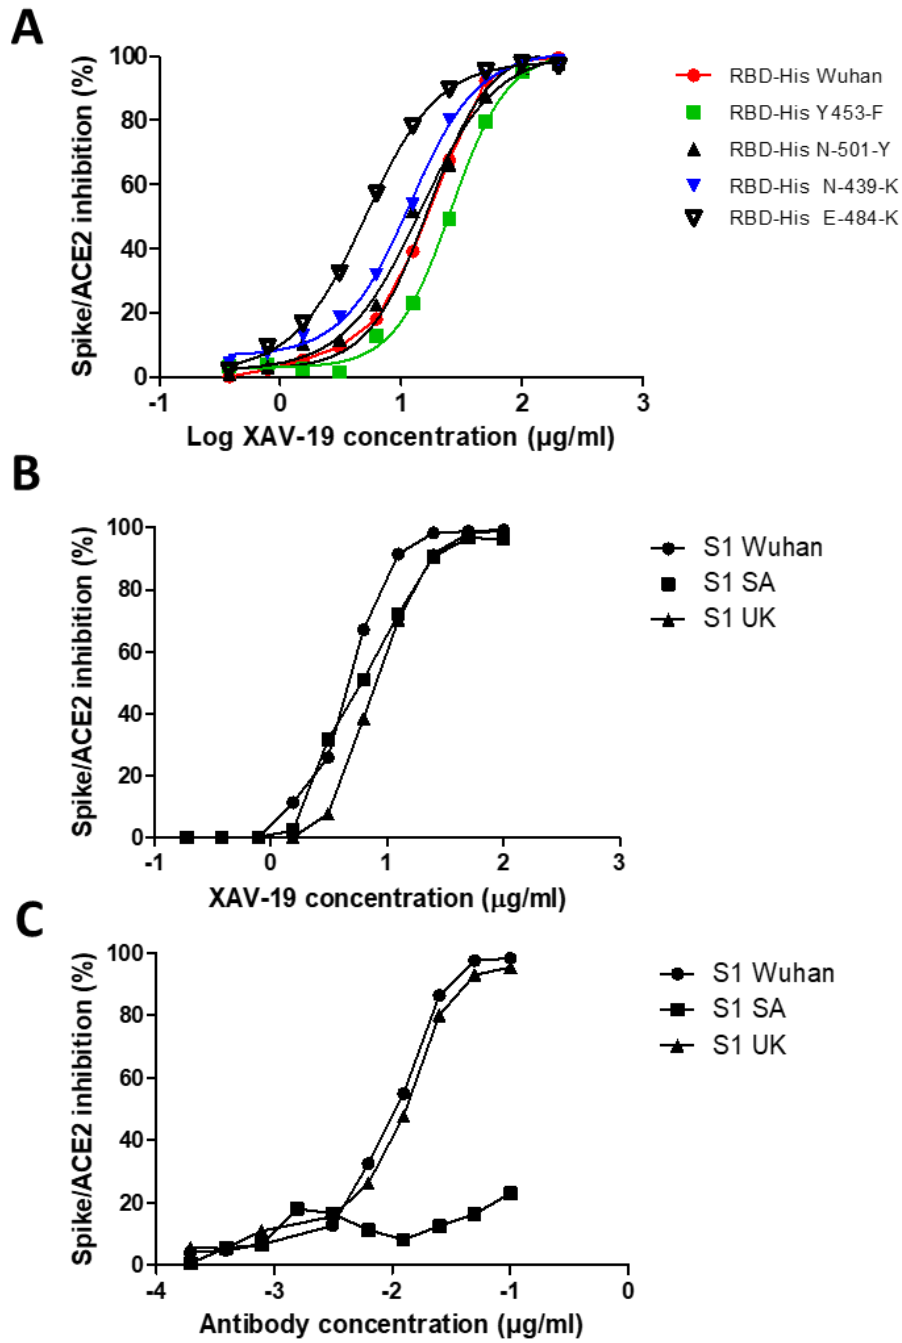 A
Spike/ACE2 inhibition (%)
100
80
60
40
20
0
-1
0
1
2
3
Log XAV-19 concentration (µg/ml)
RBD-His Wuhan
RBD-His Y453-F
RBD-His N-501-Y
RBD-His N-439-K
RBD-His E-484-K
B
Spike/ACE2 inhibition (%)
100
80
60
40
20
0
-1
0
1
2
3
XAV-19 concentration (µg/ml)
S1 Wuhan
S1 SA
S1 UK
C
Spike/ACE2 inhibition (%)
100
80
60
40
20
0
-4
-3
-2
-1
0
Antibody concentration (µg/ml)
S1 Wuhan
S1 SA
S1 UK